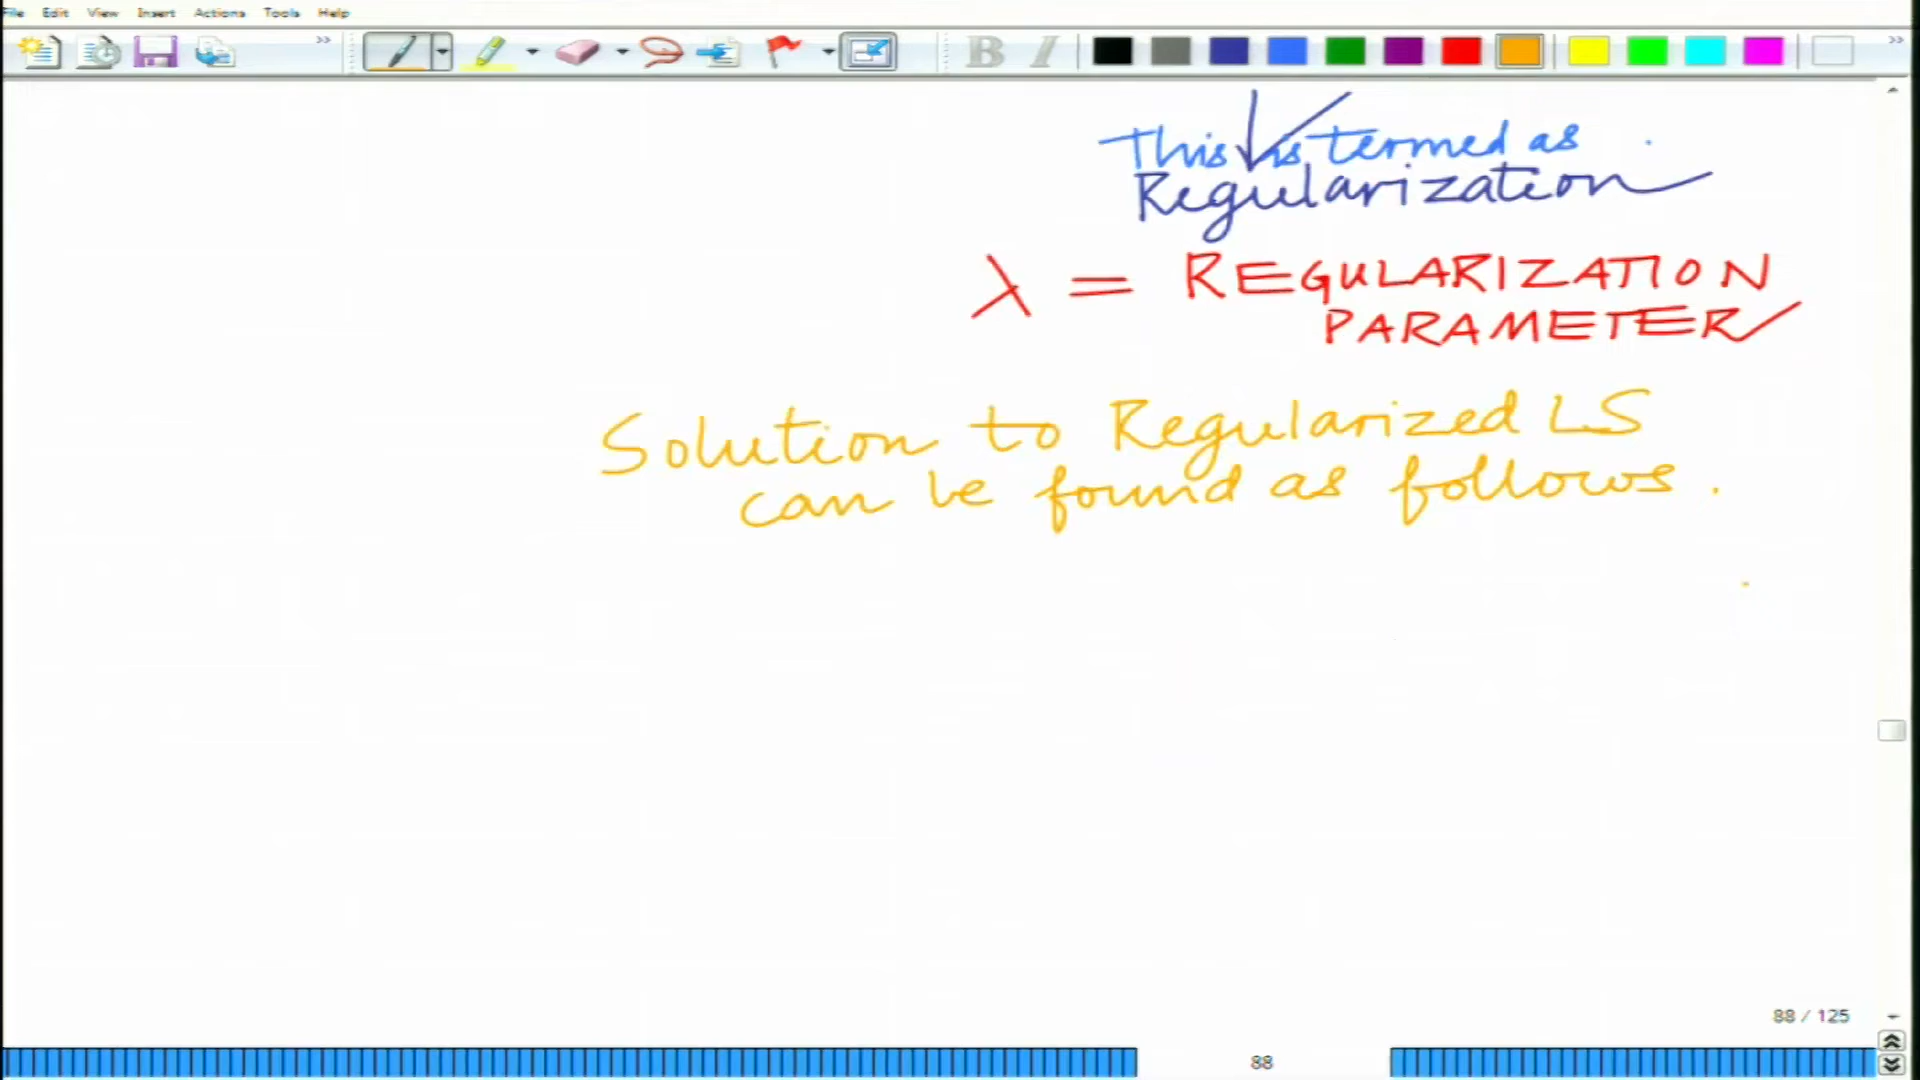 File Edit View Insert Actions Tools Help
B I
This is termed as
Regularization
λ = REGULARIZATION
PARAMETER
Solution to Regularized LS
can be found as follows.
88 / 125
88